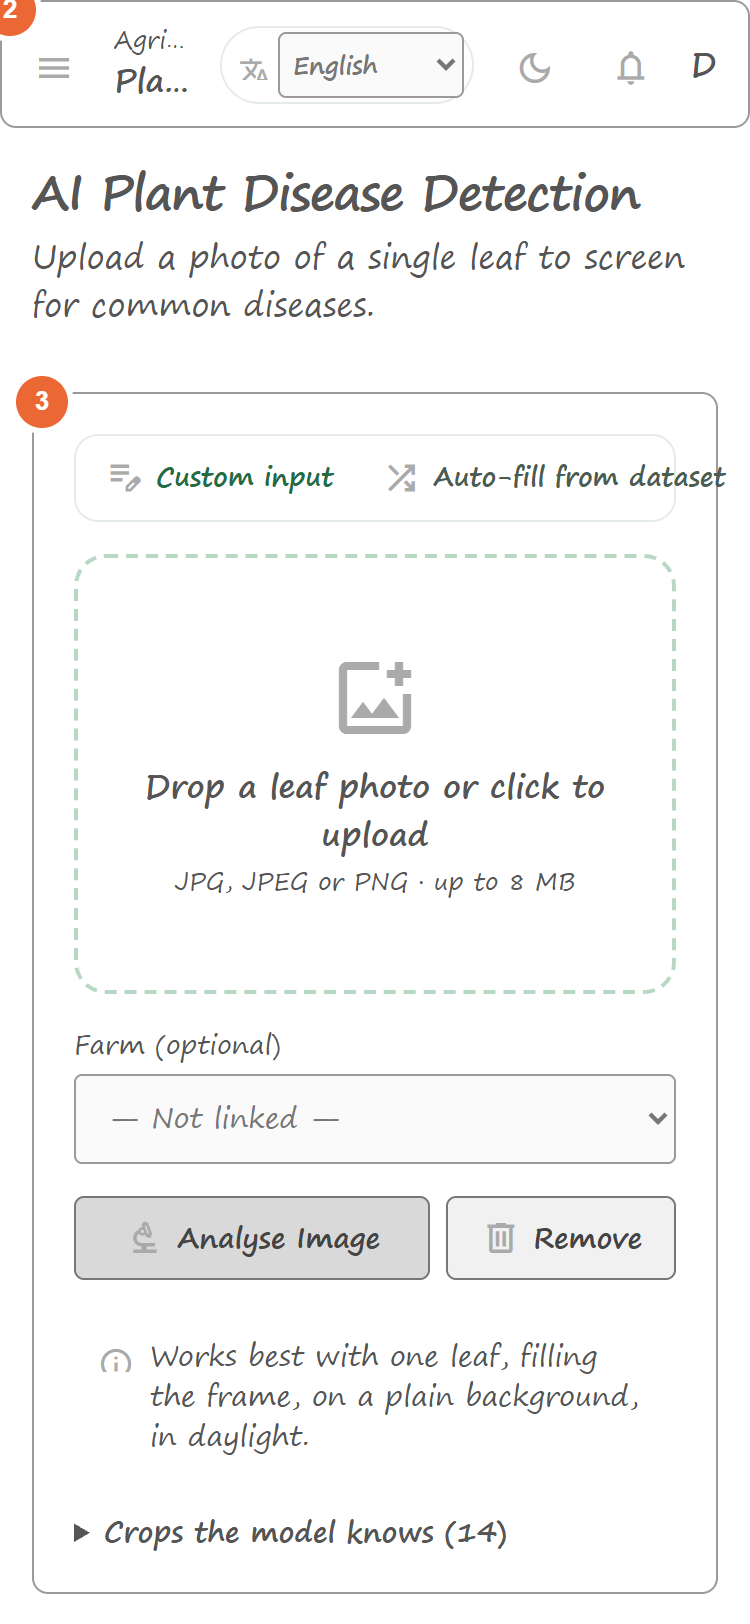 2
Agri...
Pla...
English
D
AI Plant Disease Detection
Upload a photo of a single leaf to screen
for common diseases.
3
Custom input
Auto-fill from dataset
Drop a leaf photo or click to
upload
JPG, JPEG or PNG · up to 8 MB
Farm (optional)
— Not linked —
Analyse Image
Remove
Works best with one leaf, filling
the frame, on a plain background,
in daylight.
Crops the model knows (14)